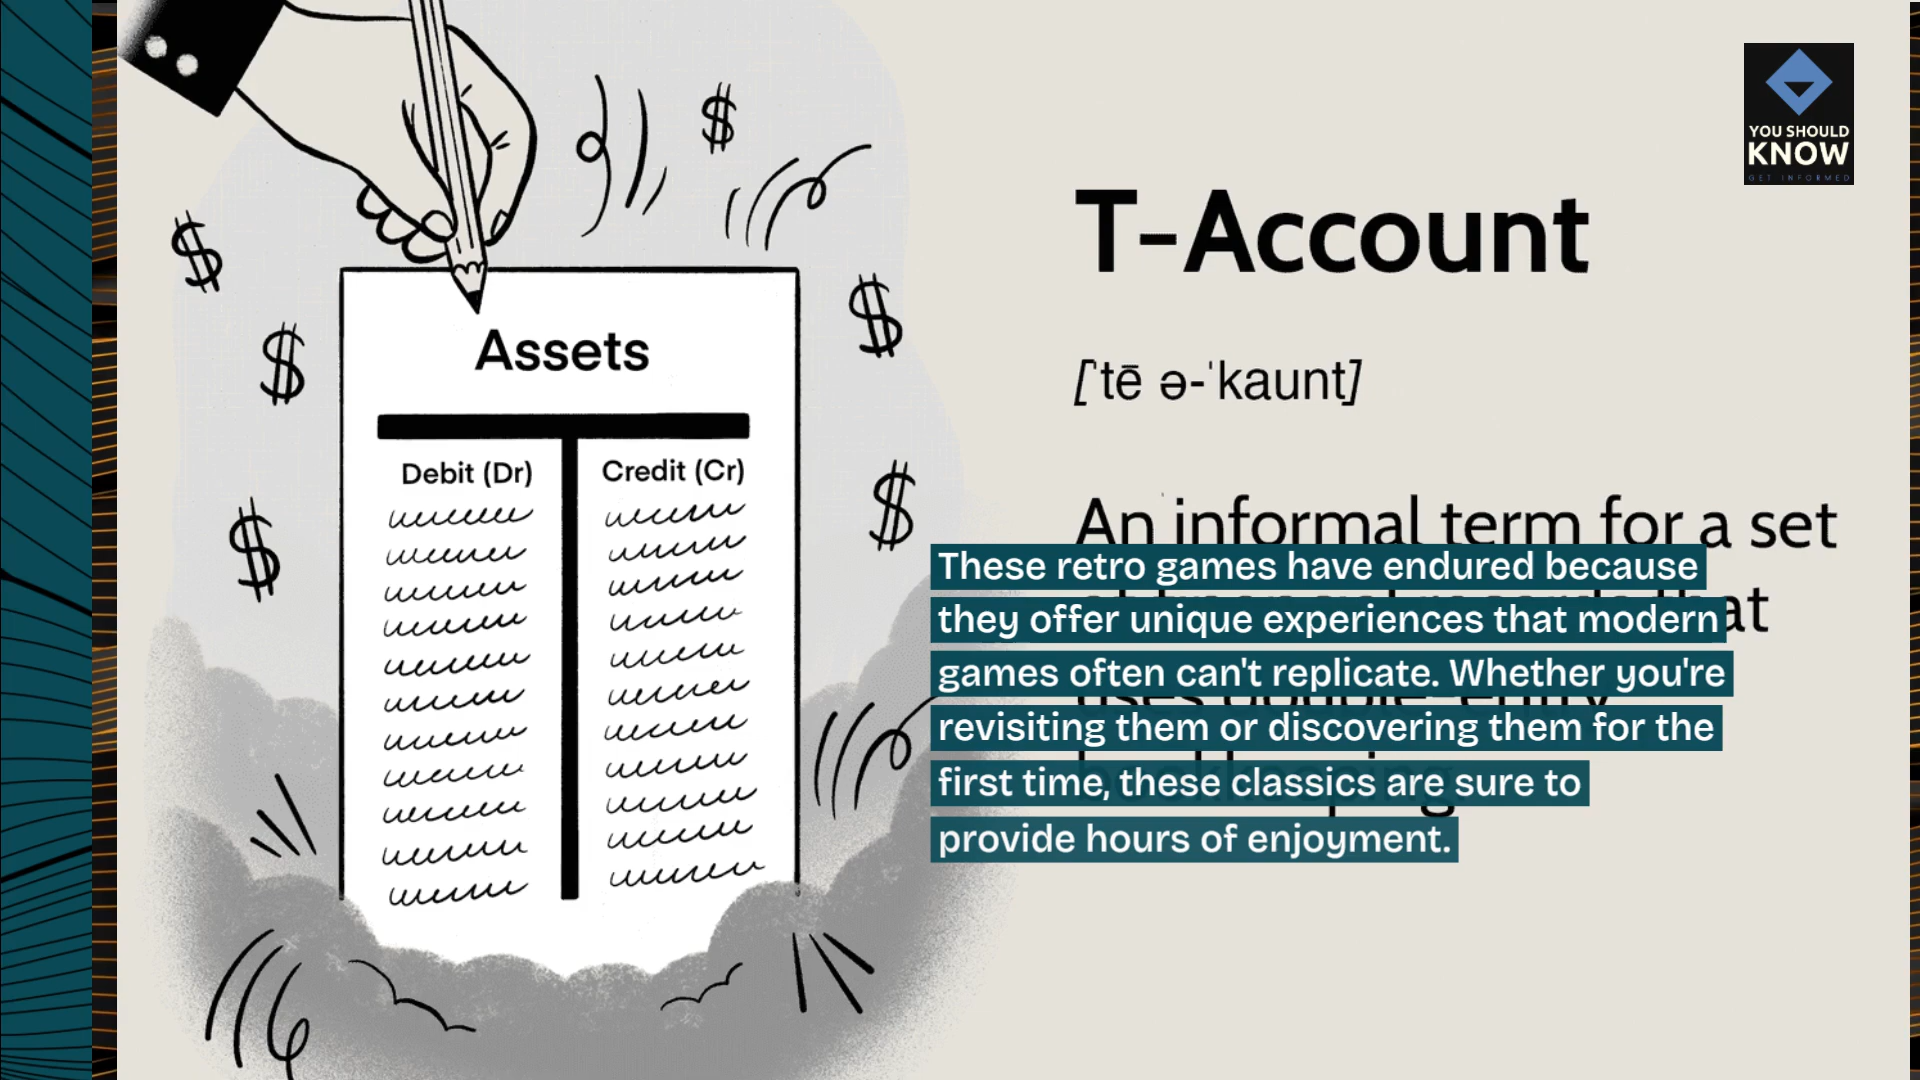 YOU SHOULD
KNOW
GET INFORMED
T-Account
[ˈtē ə-ˈkaunt]
Assets
Debit (Dr)
Credit (Cr)
An informal term for a set
These retro games have endured because
they offer unique experiences that modern
games often can't replicate. Whether you're
revisiting them or discovering them for the
first time, these classics are sure to
provide hours of enjoyment.